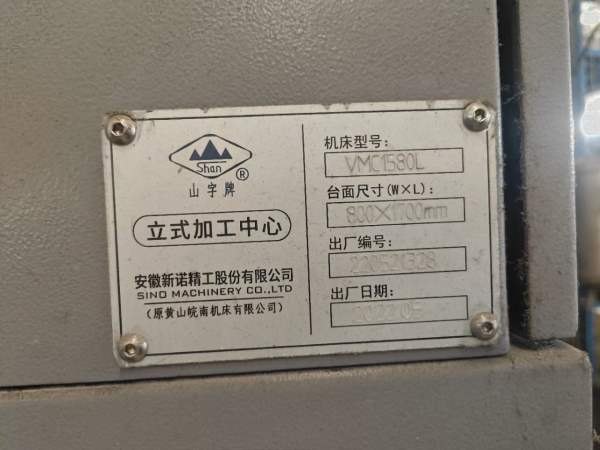 Shan
®
山字牌
立式加工中心
安徽新诺精工股份有限公司
SINO MACHINERY CO.,LTD
（原黄山皖南机床有限公司）
机床型号:
VMC1580L
台面尺寸(W×L):
800×1700mm
出厂编号:
220521328
出厂日期: